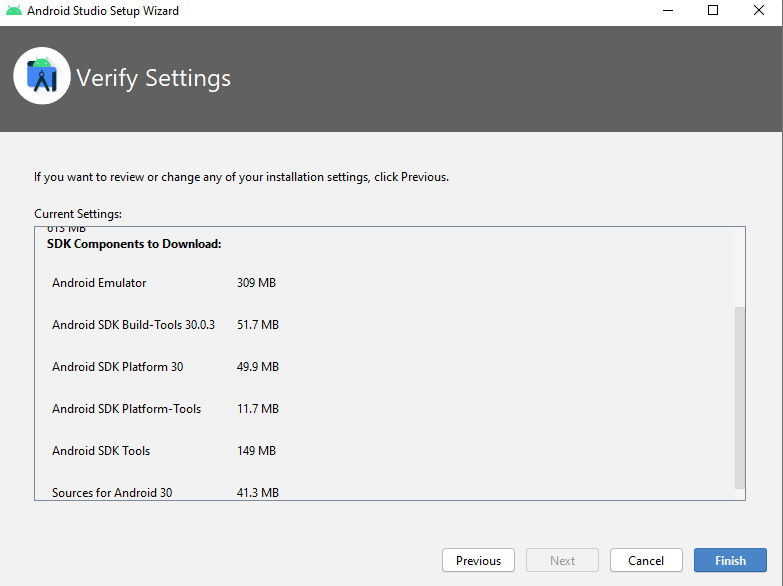 Android Studio Setup Wizard
Verify Settings
If you want to review or change any of your installation settings, click Previous.
Current Settings:
613 MB
SDK Components to Download:
Android Emulator 309 MB
Android SDK Build-Tools 30.0.3 51.7 MB
Android SDK Platform 30 49.9 MB
Android SDK Platform-Tools 11.7 MB
Android SDK Tools 149 MB
Sources for Android 30 41.3 MB
Previous Next Cancel Finish